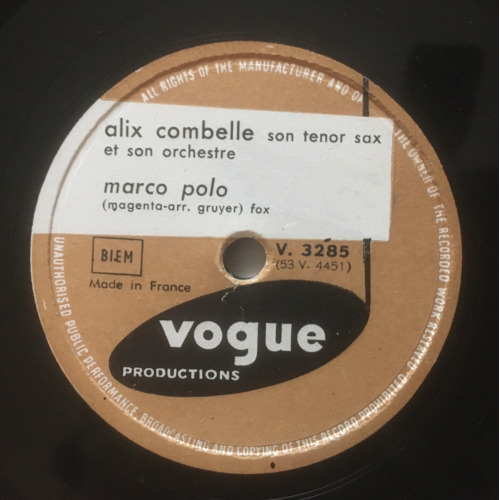 ALL RIGHTS OF THE MANUFACTURER AND OF THE OWNER OF THE RECORDED WORK RESERVED
UNAUTHORISED PUBLIC PERFORMANCE, BROADCASTING AND COPYING OF THIS RECORD PROHIBITED
alix combelle son tenor sax
et son orchestre
marco polo
(magenta-arr. gruyer) fox
BIEM
V. 3285
(53 V. 4451)
Made in France
vogue
PRODUCTIONS